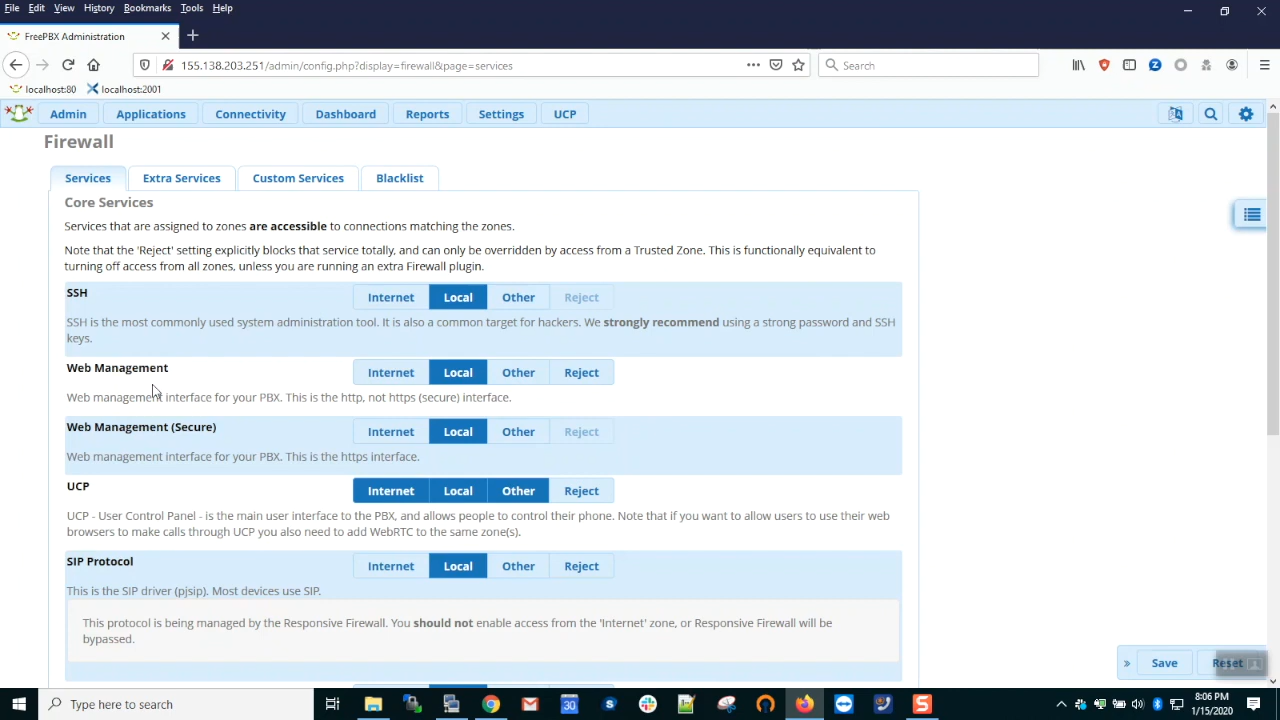 File Edit View History Bookmarks Tools Help
FreePBX Administration
155.138.203.251/admin/config.php?display=firewall&page=services
Search
localhost:80 localhost:2001
Admin Applications Connectivity Dashboard Reports Settings UCP
Firewall
Services Extra Services Custom Services Blacklist
Core Services
Services that are assigned to zones are accessible to connections matching the zones.
Note that the 'Reject' setting explicitly blocks that service totally, and can only be overridden by access from a Trusted Zone. This is functionally equivalent to
turning off access from all zones, unless you are running an extra Firewall plugin.
SSH Internet Local Other Reject
SSH is the most commonly used system administration tool. It is also a common target for hackers. We strongly recommend using a strong password and SSH
keys.
Web Management Internet Local Other Reject
Web management interface for your PBX. This is the http, not https (secure) interface.
Web Management (Secure) Internet Local Other Reject
Web management interface for your PBX. This is the https interface.
UCP Internet Local Other Reject
UCP - User Control Panel - is the main user interface to the PBX, and allows people to control their phone. Note that if you want to allow users to use their web
browsers to make calls through UCP you also need to add WebRTC to the same zone(s).
SIP Protocol Internet Local Other Reject
This is the SIP driver (pjsip). Most devices use SIP.
This protocol is being managed by the Responsive Firewall. You should not enable access from the 'Internet' zone, or Responsive Firewall will be
bypassed.
» Save Reset
Type here to search
8:06 PM
1/15/2020